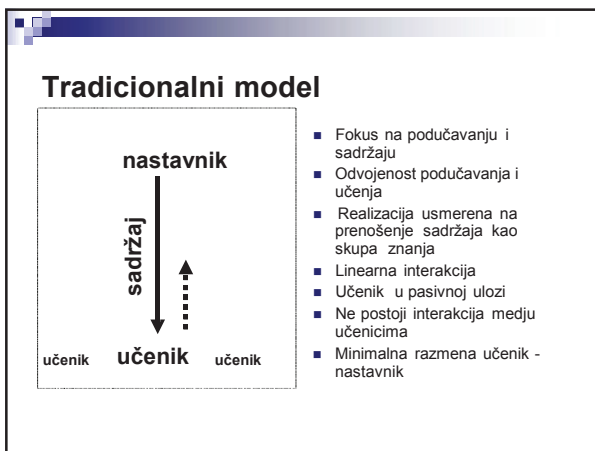 Tradicionalni model
nastavnik
sadržaj
učenik učenik učenik
■ Fokus na podučavanju i
sadržaju
■ Odvojenost podučavanja i
učenja
■ Realizacija usmerena na
prenošenje sadržaja kao
skupa znanja
■ Linearna interakcija
■ Učenik u pasivnoj ulozi
■ Ne postoji interakcija medju
učenicima
■ Minimalna razmena učenik -
nastavnik